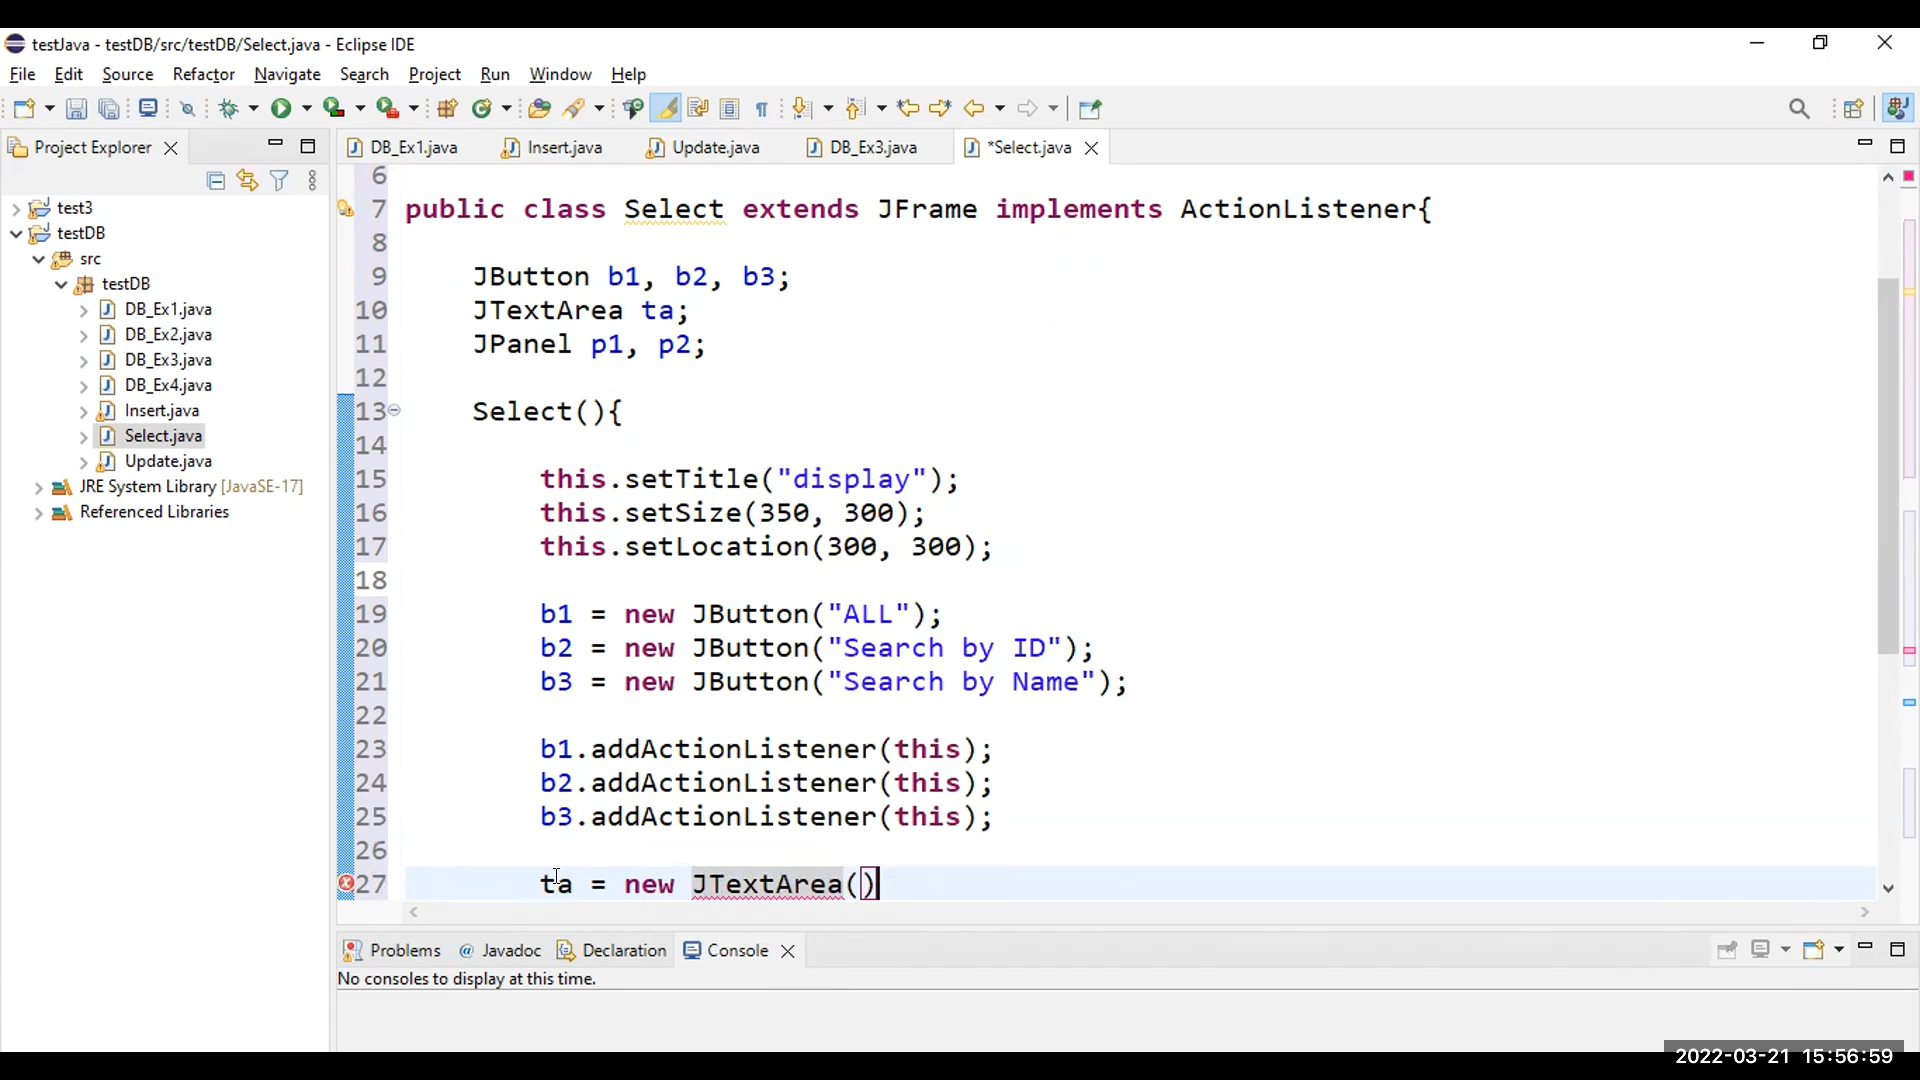 testJava - testDB/src/testDB/Select.java - Eclipse IDE
File Edit Source Refactor Navigate Search Project Run Window Help
Project Explorer
DB_Ex1.java Insert.java Update.java DB_Ex3.java *Select.java
test3
testDB
src
testDB
DB_Ex1.java
DB_Ex2.java
DB_Ex3.java
DB_Ex4.java
Insert.java
Select.java
Update.java
JRE System Library [JavaSE-17]
Referenced Libraries
6
7 public class Select extends JFrame implements ActionListener{
8
9 JButton b1, b2, b3;
10 JTextArea ta;
11 JPanel p1, p2;
12
13 Select(){
14
15 this.setTitle("display");
16 this.setSize(350, 300);
17 this.setLocation(300, 300);
18
19 b1 = new JButton("ALL");
20 b2 = new JButton("Search by ID");
21 b3 = new JButton("Search by Name");
22
23 b1.addActionListener(this);
24 b2.addActionListener(this);
25 b3.addActionListener(this);
26
27 ta = new JTextArea()
Problems @ Javadoc Declaration Console
No consoles to display at this time.
2022-03-21 15:56:59